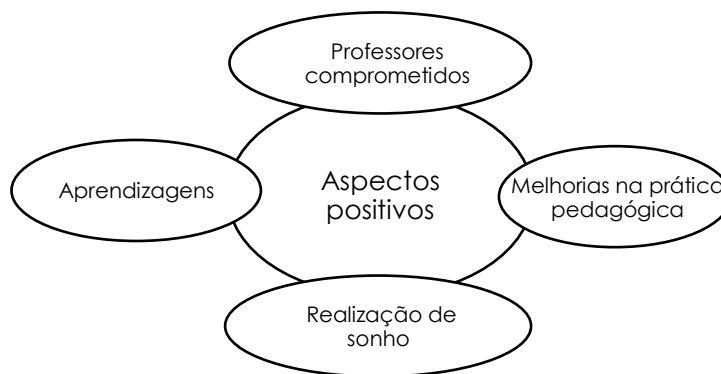 Professores
comprometidos
Aprendizagens
Aspectos
positivos
Melhorias na prática
pedagógica
Realização de
sonho